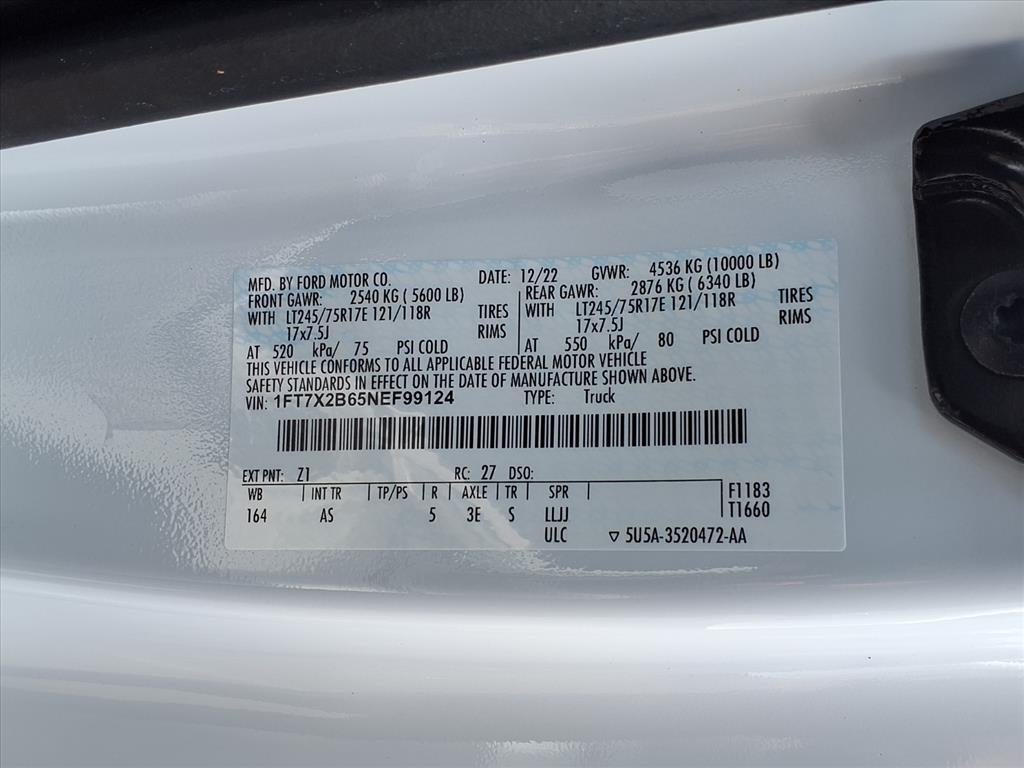 MFD. BY FORD MOTOR CO. DATE: 12/22 GVWR: 4536 KG (10000 LB)
FRONT GAWR: 2540 KG ( 5600 LB) REAR GAWR: 2876 KG ( 6340 LB)
WITH LT245/75R17E 121/118R TIRES WITH LT245/75R17E 121/118R TIRES
17x7.5J RIMS 17x7.5J RIMS
AT 520 kPa/ 75 PSI COLD AT 550 kPa/ 80 PSI COLD
THIS VEHICLE CONFORMS TO ALL APPLICABLE FEDERAL MOTOR VEHICLE
SAFETY STANDARDS IN EFFECT ON THE DATE OF MANUFACTURE SHOWN ABOVE.
VIN: 1FT7X2B65NEF99124 TYPE: Truck
EXT PNT: Z1 RC: 27 DSO:
WB INT TR TP/PS R AXLE TR SPR F1183
164 AS 5 3E S LLJJ T1660
ULC ▽ 5U5A-3520472-AA